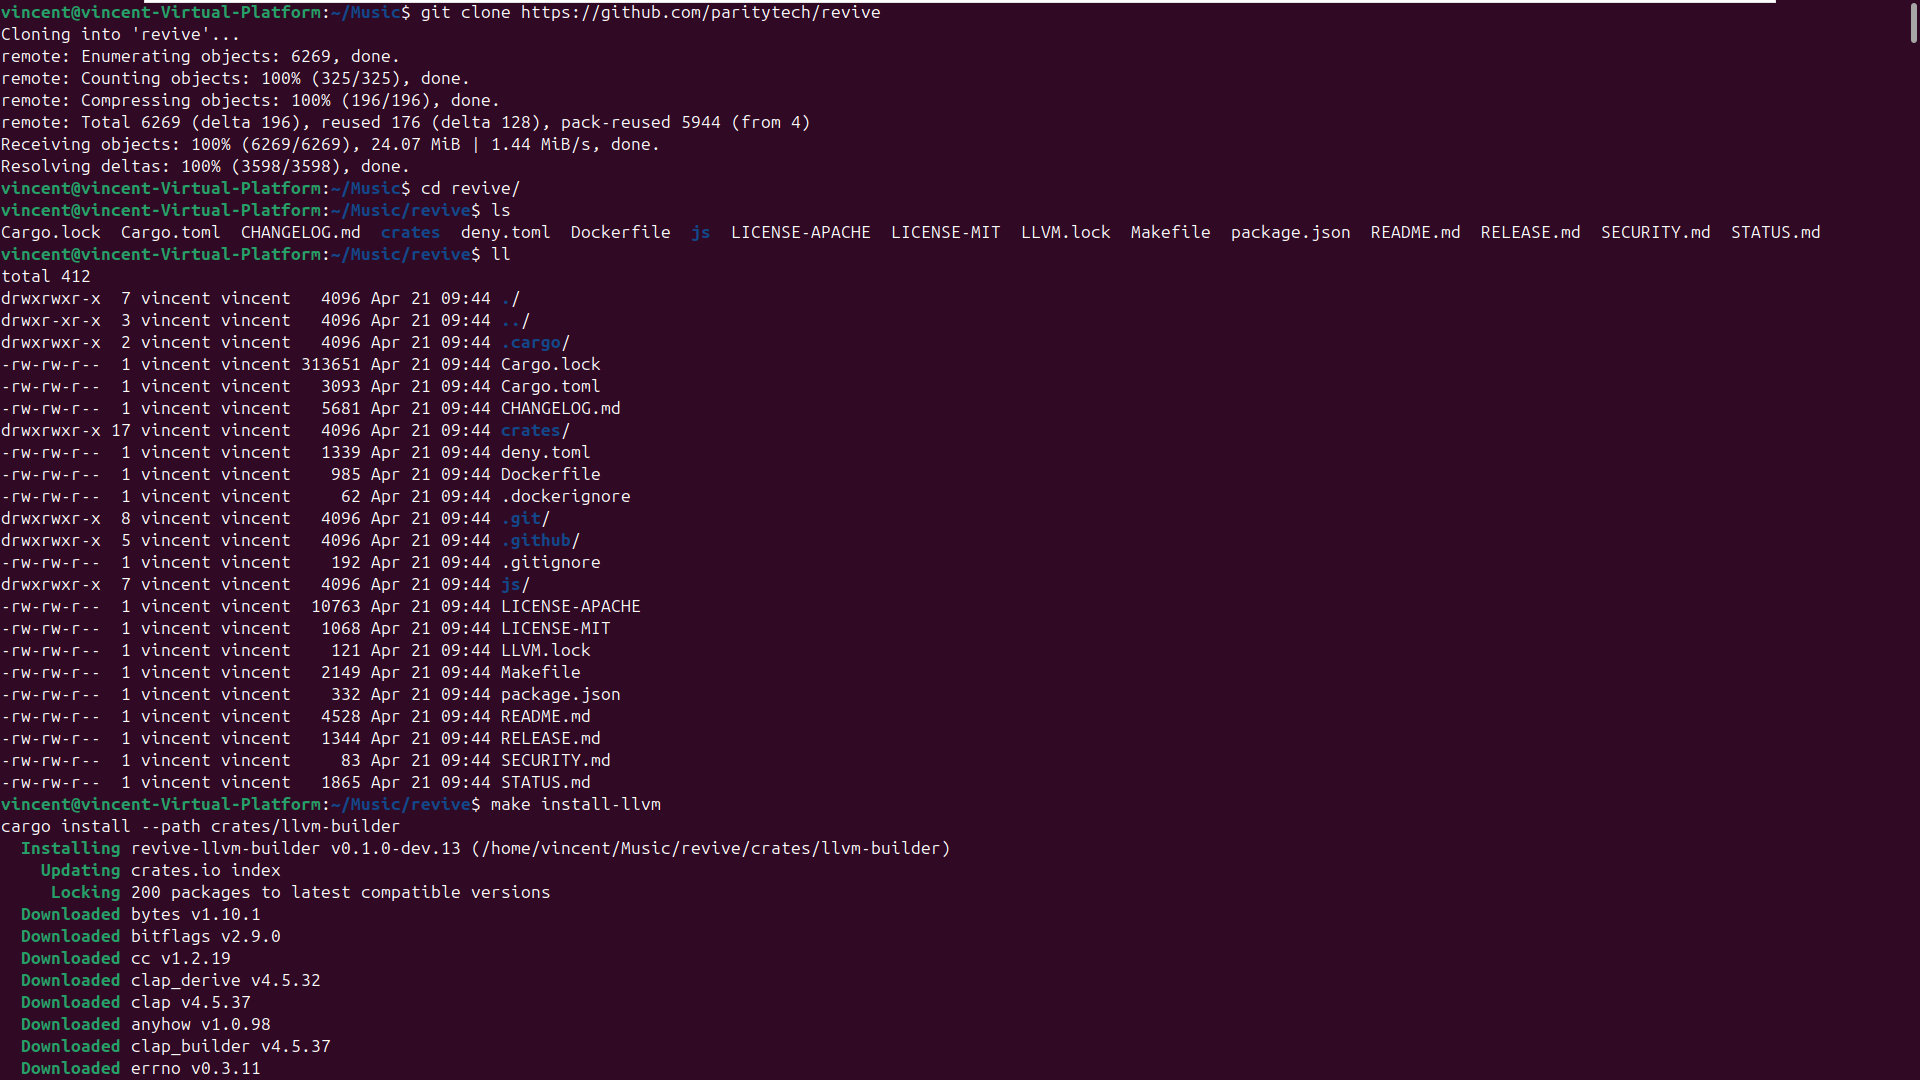 vincent@vincent-Virtual-Platform:~/Music$ git clone https://github.com/paritytech/revive
Cloning into 'revive'...
remote: Enumerating objects: 6269, done.
remote: Counting objects: 100% (325/325), done.
remote: Compressing objects: 100% (196/196), done.
remote: Total 6269 (delta 196), reused 176 (delta 128), pack-reused 5944 (from 4)
Receiving objects: 100% (6269/6269), 24.07 MiB | 1.44 MiB/s, done.
Resolving deltas: 100% (3598/3598), done.
vincent@vincent-Virtual-Platform:~/Music$ cd revive/
vincent@vincent-Virtual-Platform:~/Music/revive$ ls
Cargo.lock  Cargo.toml  CHANGELOG.md  crates  deny.toml  Dockerfile  js  LICENSE-APACHE  LICENSE-MIT  LLVM.lock  Makefile  package.json  README.md  RELEASE.md  SECURITY.md  STATUS.md
vincent@vincent-Virtual-Platform:~/Music/revive$ ll
total 412
drwxrwxr-x  7 vincent vincent   4096 Apr 21 09:44 ./
drwxr-xr-x  3 vincent vincent   4096 Apr 21 09:44 ../
drwxrwxr-x  2 vincent vincent   4096 Apr 21 09:44 .cargo/
-rw-rw-r--  1 vincent vincent 313651 Apr 21 09:44 Cargo.lock
-rw-rw-r--  1 vincent vincent   3093 Apr 21 09:44 Cargo.toml
-rw-rw-r--  1 vincent vincent   5681 Apr 21 09:44 CHANGELOG.md
drwxrwxr-x 17 vincent vincent   4096 Apr 21 09:44 crates/
-rw-rw-r--  1 vincent vincent   1339 Apr 21 09:44 deny.toml
-rw-rw-r--  1 vincent vincent    985 Apr 21 09:44 Dockerfile
-rw-rw-r--  1 vincent vincent     62 Apr 21 09:44 .dockerignore
drwxrwxr-x  8 vincent vincent   4096 Apr 21 09:44 .git/
drwxrwxr-x  5 vincent vincent   4096 Apr 21 09:44 .github/
-rw-rw-r--  1 vincent vincent    192 Apr 21 09:44 .gitignore
drwxrwxr-x  7 vincent vincent   4096 Apr 21 09:44 js/
-rw-rw-r--  1 vincent vincent  10763 Apr 21 09:44 LICENSE-APACHE
-rw-rw-r--  1 vincent vincent   1068 Apr 21 09:44 LICENSE-MIT
-rw-rw-r--  1 vincent vincent    121 Apr 21 09:44 LLVM.lock
-rw-rw-r--  1 vincent vincent   2149 Apr 21 09:44 Makefile
-rw-rw-r--  1 vincent vincent    332 Apr 21 09:44 package.json
-rw-rw-r--  1 vincent vincent   4528 Apr 21 09:44 README.md
-rw-rw-r--  1 vincent vincent   1344 Apr 21 09:44 RELEASE.md
-rw-rw-r--  1 vincent vincent     83 Apr 21 09:44 SECURITY.md
-rw-rw-r--  1 vincent vincent   1865 Apr 21 09:44 STATUS.md
vincent@vincent-Virtual-Platform:~/Music/revive$ make install-llvm
cargo install --path crates/llvm-builder
  Installing revive-llvm-builder v0.1.0-dev.13 (/home/vincent/Music/revive/crates/llvm-builder)
    Updating crates.io index
     Locking 200 packages to latest compatible versions
  Downloaded bytes v1.10.1
  Downloaded bitflags v2.9.0
  Downloaded cc v1.2.19
  Downloaded clap_derive v4.5.32
  Downloaded clap v4.5.37
  Downloaded anyhow v1.0.98
  Downloaded clap_builder v4.5.37
  Downloaded errno v0.3.11